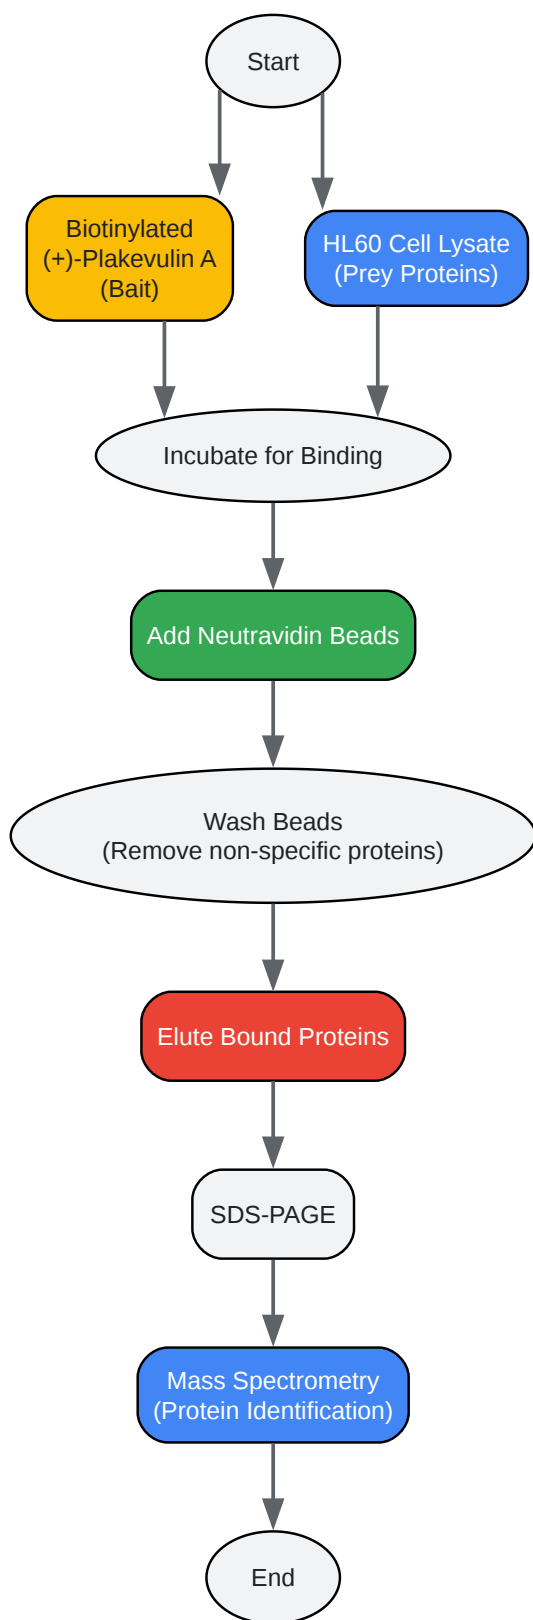 Start
Biotinylated
(+)-Plakevulin A
(Bait)
HL60 Cell Lysate
(Prey Proteins)
Incubate for Binding
Add Neutravidin Beads
Wash Beads
(Remove non-specific proteins)
Elute Bound Proteins
SDS-PAGE
Mass Spectrometry
(Protein Identification)
End